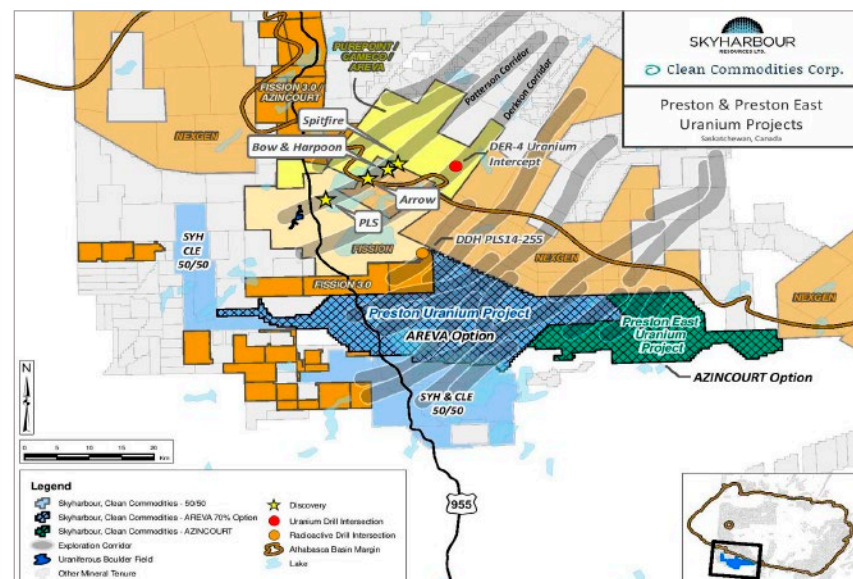 SKYHARBOUR
RESOURCES LTD.
Clean Commodities Corp.
Preston & Preston East
Uranium Projects
Saskatchewan, Canada
PUREPOINT /
CAMECO /
AREVA
Patterson Corridor
Derkson Corridor
FISSION 3.0 /
AZINCOURT
NEXGEN
Spitfire
Bow & Harpoon
DER-4 Uranium
Intercept
Arrow
PLS
SYH
CLE
50/50
FISSION
DDH PLS14-255
NEXGEN
FISSION 3.0
NEXGEN
Preston Uranium Project
AREVA Option
Preston East
Uranium
Project
AZINCOURT Option
SYH & CLE
50/50
N
0 5 10 15 20
Km
955
Legend
Skyharbour, Clean Commodities - 50/50
Skyharbour, Clean Commodities - AREVA 70% Option
Skyharbour, Clean Commodities - AZINCOURT
Exploration Corridor
Uraniferous Boulder Field
Other Mineral Tenure
Discovery
Uranium Drill Intersection
Radioactive Drill Intersection
Athabasca Basin Margin
Lake